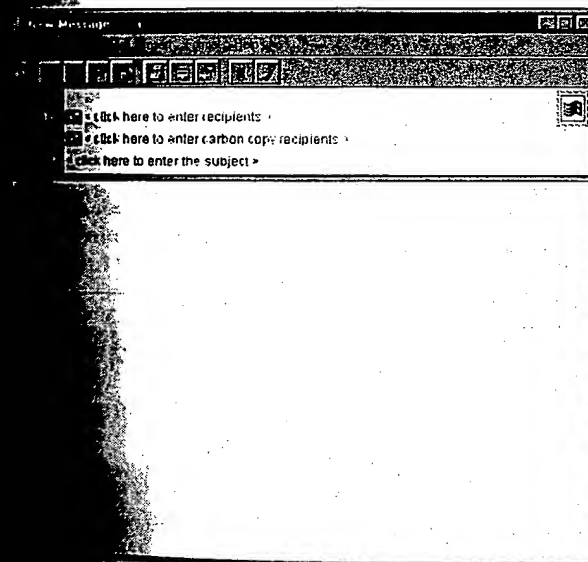 New Message
< click here to enter recipients >
< click here to enter carbon copy recipients >
< click here to enter the subject >